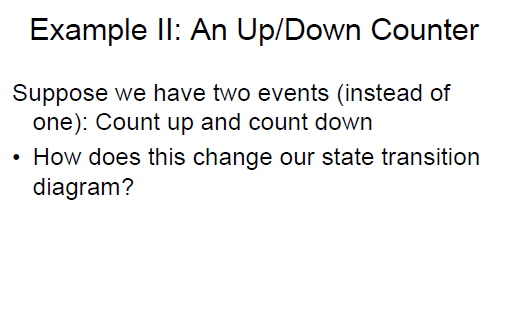 Example II: An Up/Down Counter
Suppose we have two events (instead of
one): Count up and count down
• How does this change our state transition
diagram?